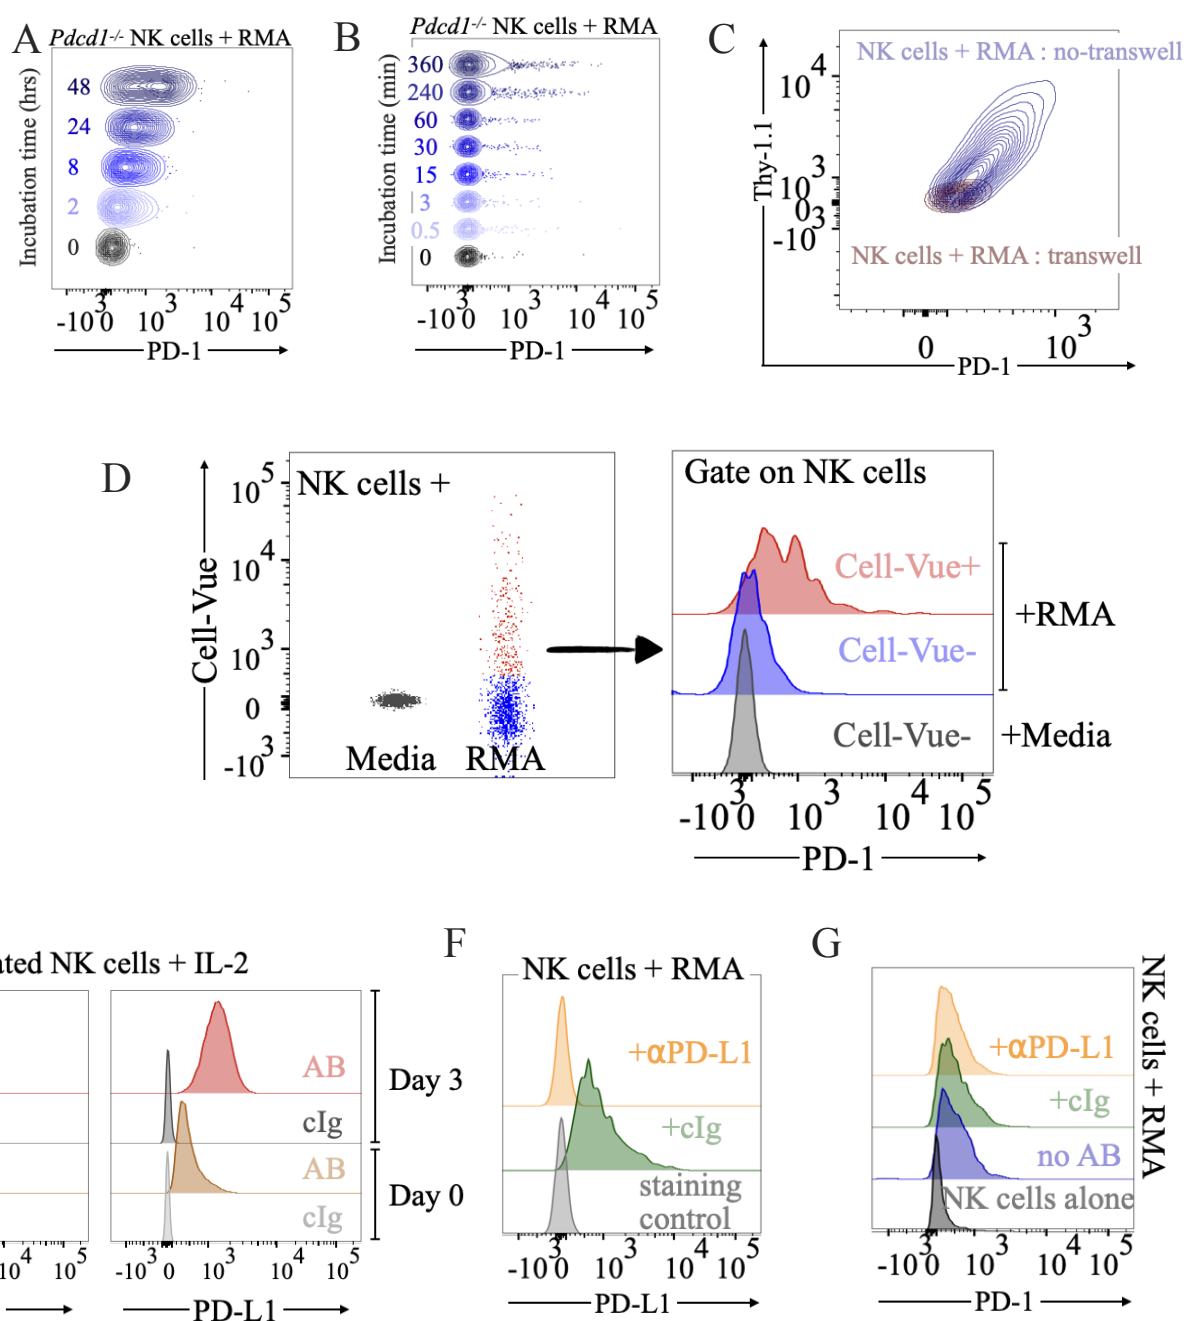 A
Pdcd1-/- NK cells + RMA
Incubation time (hrs)
48
24
8
2
0
-10³ 0 10³ 10⁴ 10⁵
PD-1
B
Pdcd1-/- NK cells + RMA
Incubation time (min)
360
240
60
30
15
3
0.5
0
-10³ 0 10³ 10⁴ 10⁵
PD-1
C
NK cells + RMA : no-transwell
Thy-1.1
10⁴
10³
0
-10³
NK cells + RMA : transwell
0 10³
PD-1
D
Cell-Vue
10⁵
10⁴
10³
0
-10³
NK cells +
Media RMA
Gate on NK cells
Cell-Vue+
Cell-Vue-
+RMA
Cell-Vue-
+Media
-10³ 0 10³ 10⁴ 10⁵
PD-1
ated NK cells + IL-2
AB
cIg
Day 3
AB
cIg
Day 0
10⁴ 10⁵
-10³ 0 10³ 10⁴ 10⁵
PD-L1
F
NK cells + RMA
+αPD-L1
+cIg
staining
control
-10³ 0 10³ 10⁴ 10⁵
PD-L1
G
+αPD-L1
+cIg
no AB
NK cells alone
NK cells + RMA
-10³ 0 10³ 10⁴ 10⁵
PD-1